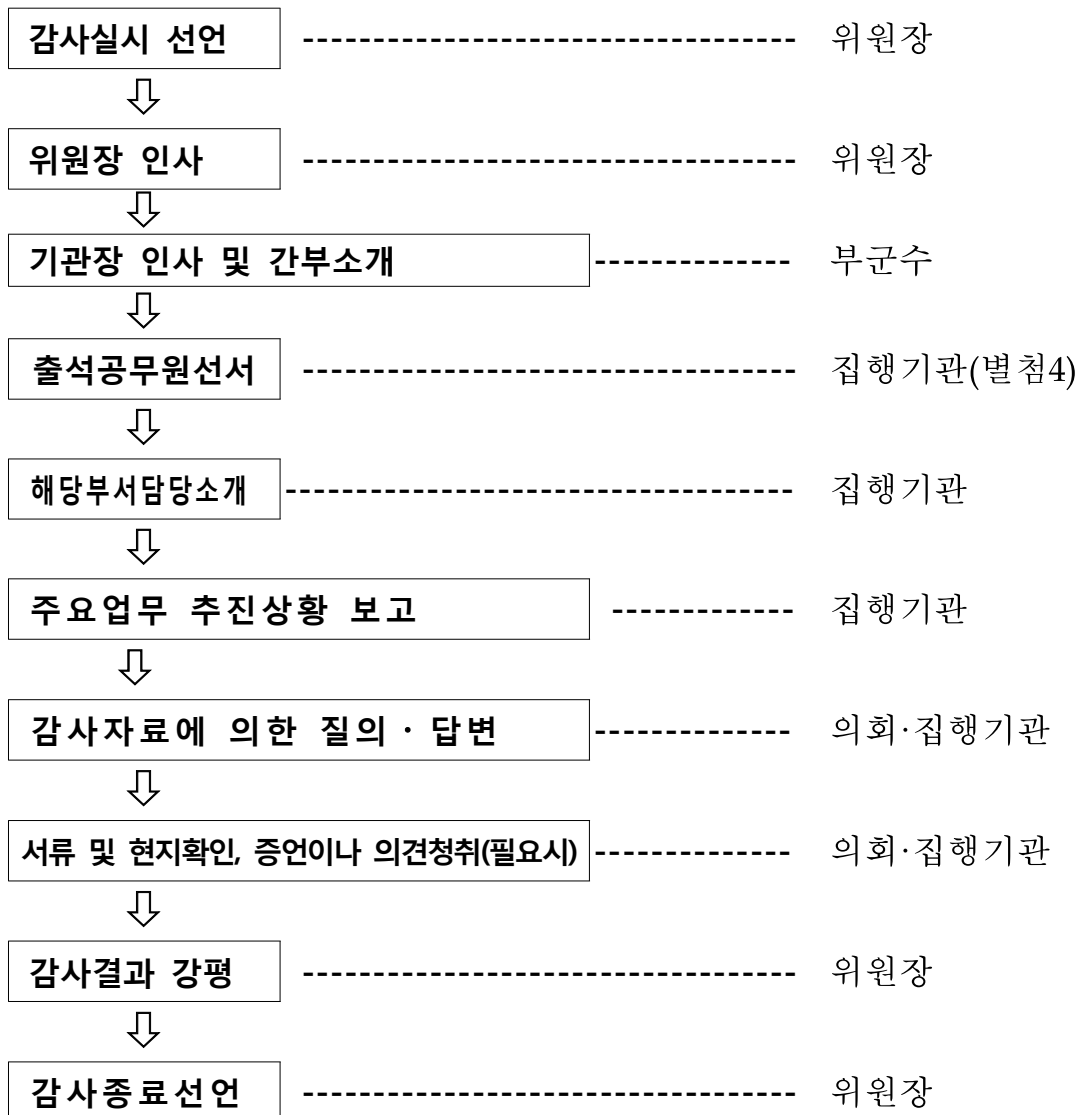 감사실시 선언 ----------------------------------- 위원장
위원장 인사 ----------------------------------- 위원장
기관장 인사 및 간부소개 -------------- 부군수
출석공무원선서 ----------------------------------- 집행기관(별첨4)
해당부서담당소개 ------------------------------------ 집행기관
주요업무 추진상황 보고 ------------- 집행기관
감사자료에 의한 질의 · 답변 -------------- 의회·집행기관
서류 및 현지확인, 증언이나 의견청취(필요시) -------------- 의회·집행기관
감사결과 강평 ----------------------------------- 위원장
감사종료선언 ----------------------------------- 위원장